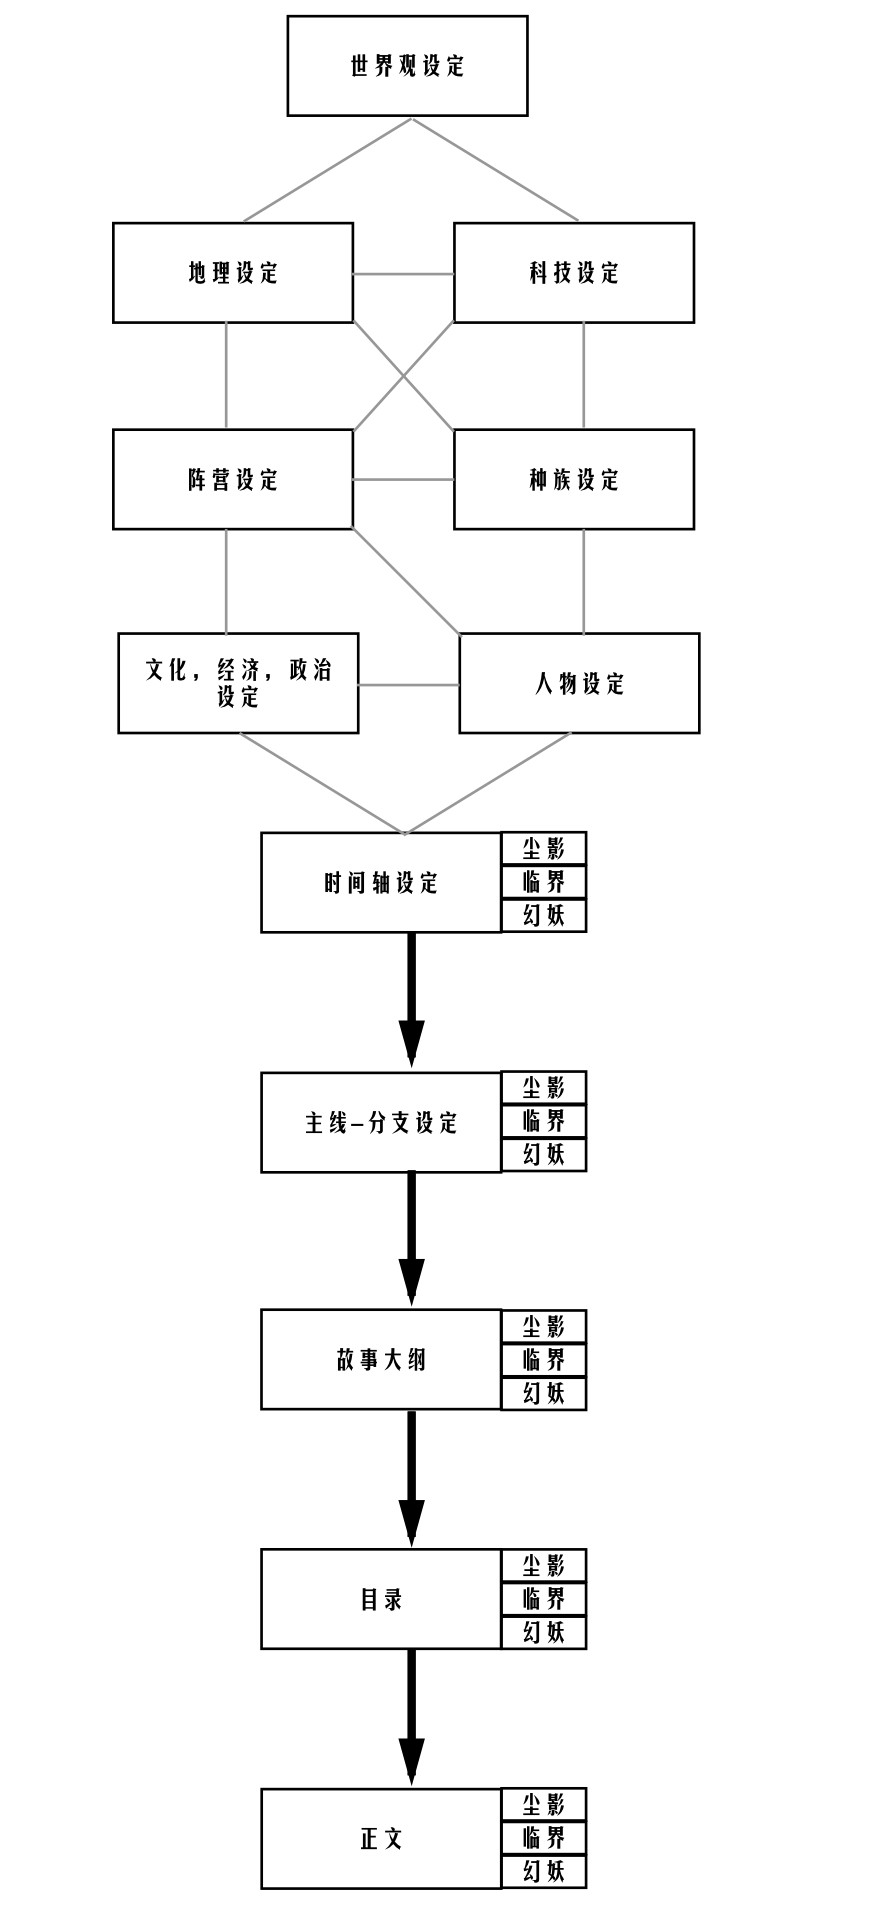 世界观设定
地理设定
科技设定
阵营设定
种族设定
文化，经济，政治
设定
人物设定
时间轴设定
尘影
临界
幻妖
主线-分支设定
尘影
临界
幻妖
故事大纲
尘影
临界
幻妖
目录
尘影
临界
幻妖
正文
尘影
临界
幻妖